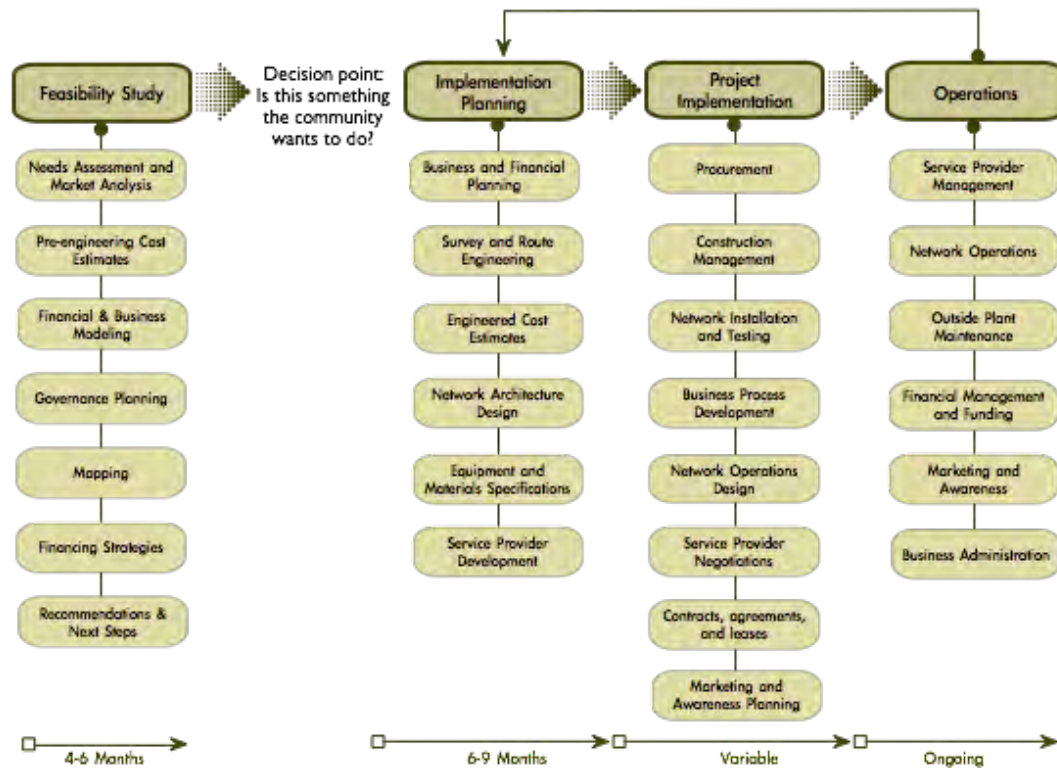 Feasibility Study
Decision point:
Is this something
the community
wants to do?
Implementation
Planning
Project
Implementation
Operations
Needs Assessment and
Market Analysis
Pre-engineering Cost
Estimates
Financial & Business
Modeling
Governance Planning
Mapping
Financing Strategies
Recommendations &
Next Steps
Business and Financial
Planning
Survey and Route
Engineering
Engineered Cost
Estimates
Network Architecture
Design
Equipment and
Materials Specifications
Service Provider
Development
Procurement
Construction
Management
Network Installation
and Testing
Business Process
Development
Network Operations
Design
Service Provider
Negotiations
Contracts, agreements,
and leases
Marketing and
Awareness Planning
Service Provider
Management
Network Operations
Outside Plant
Maintenance
Financial Management
and Funding
Marketing and
Awareness
Business Administration
4-6 Months
6-9 Months
Variable
Ongoing